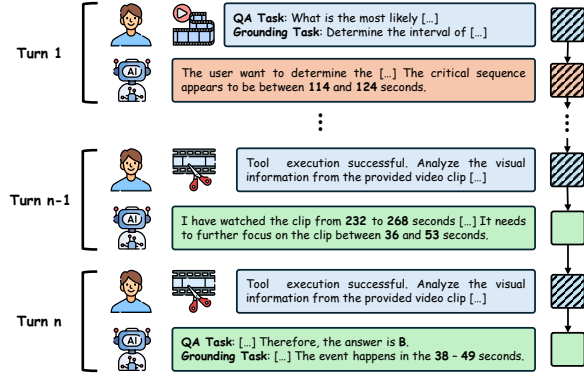 QA Task: What is the most likely [...]
Grounding Task: Determine the interval of [...]
Turn 1
AI
The user want to determine the [...] The critical sequence
appears to be between 114 and 124 seconds.
Tool execution successful. Analyze the visual
information from the provided video clip [...]
Turn n-1
AI
I have watched the clip from 232 to 268 seconds [...] It needs
to further focus on the clip between 36 and 53 seconds.
Tool execution successful. Analyze the visual
information from the provided video clip [...]
Turn n
AI
QA Task: [...] Therefore, the answer is B.
Grounding Task: [...] The event happens in the 38 – 49 seconds.